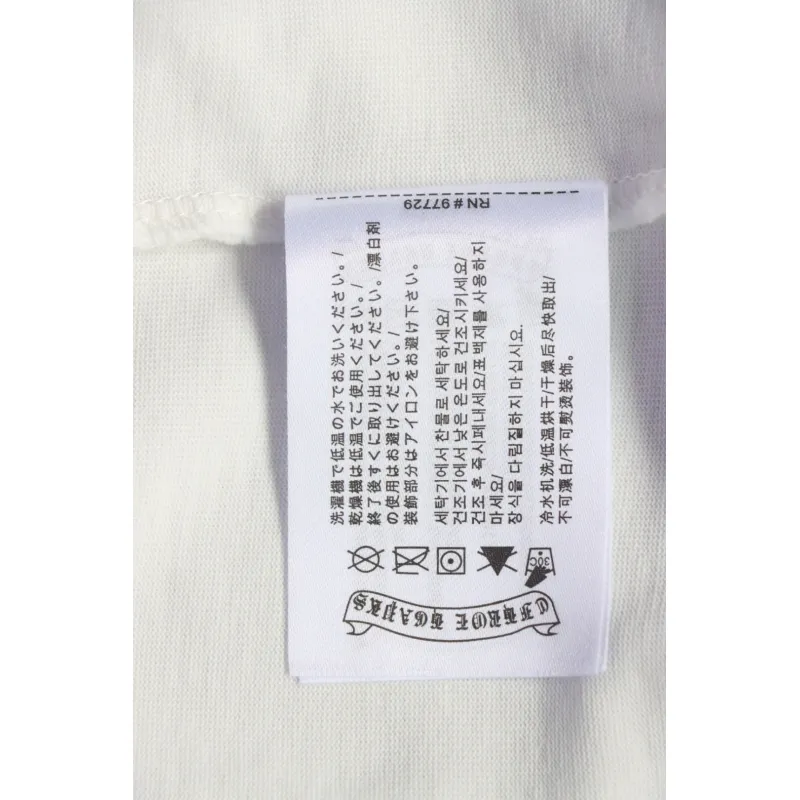 RN # 97729
洗濯機で低温の水でお洗いください。/
乾燥機は低温でご使用ください。/
終了後すぐに取り出してください。/漂白剤
の使用はお避けください。/
装飾部分はアイロンをお避け下さい。
세탁기에서 찬물로 세탁하세요/
건조기에서 낮은 온도로 건조시키세요/
건조 후 즉시페내세요/표백제를 사용하지
마세요/
장식을 다림질하지 마십시요.
冷水机洗/低温烘干/干燥后尽快取出/
不可漂白/不可熨烫装饰。
30C